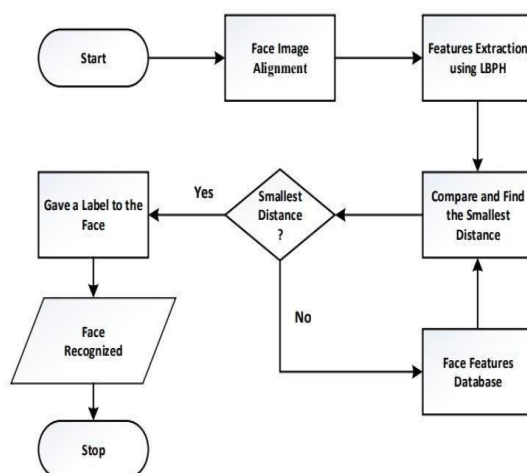 Start
Face Image
Alignment
Features Extraction
using LBPH
Compare and Find
the Smallest
Distance
Smallest
Distance
?
Yes
Gave a Label to the
Face
No
Face Features
Database
Face
Recognized
Stop